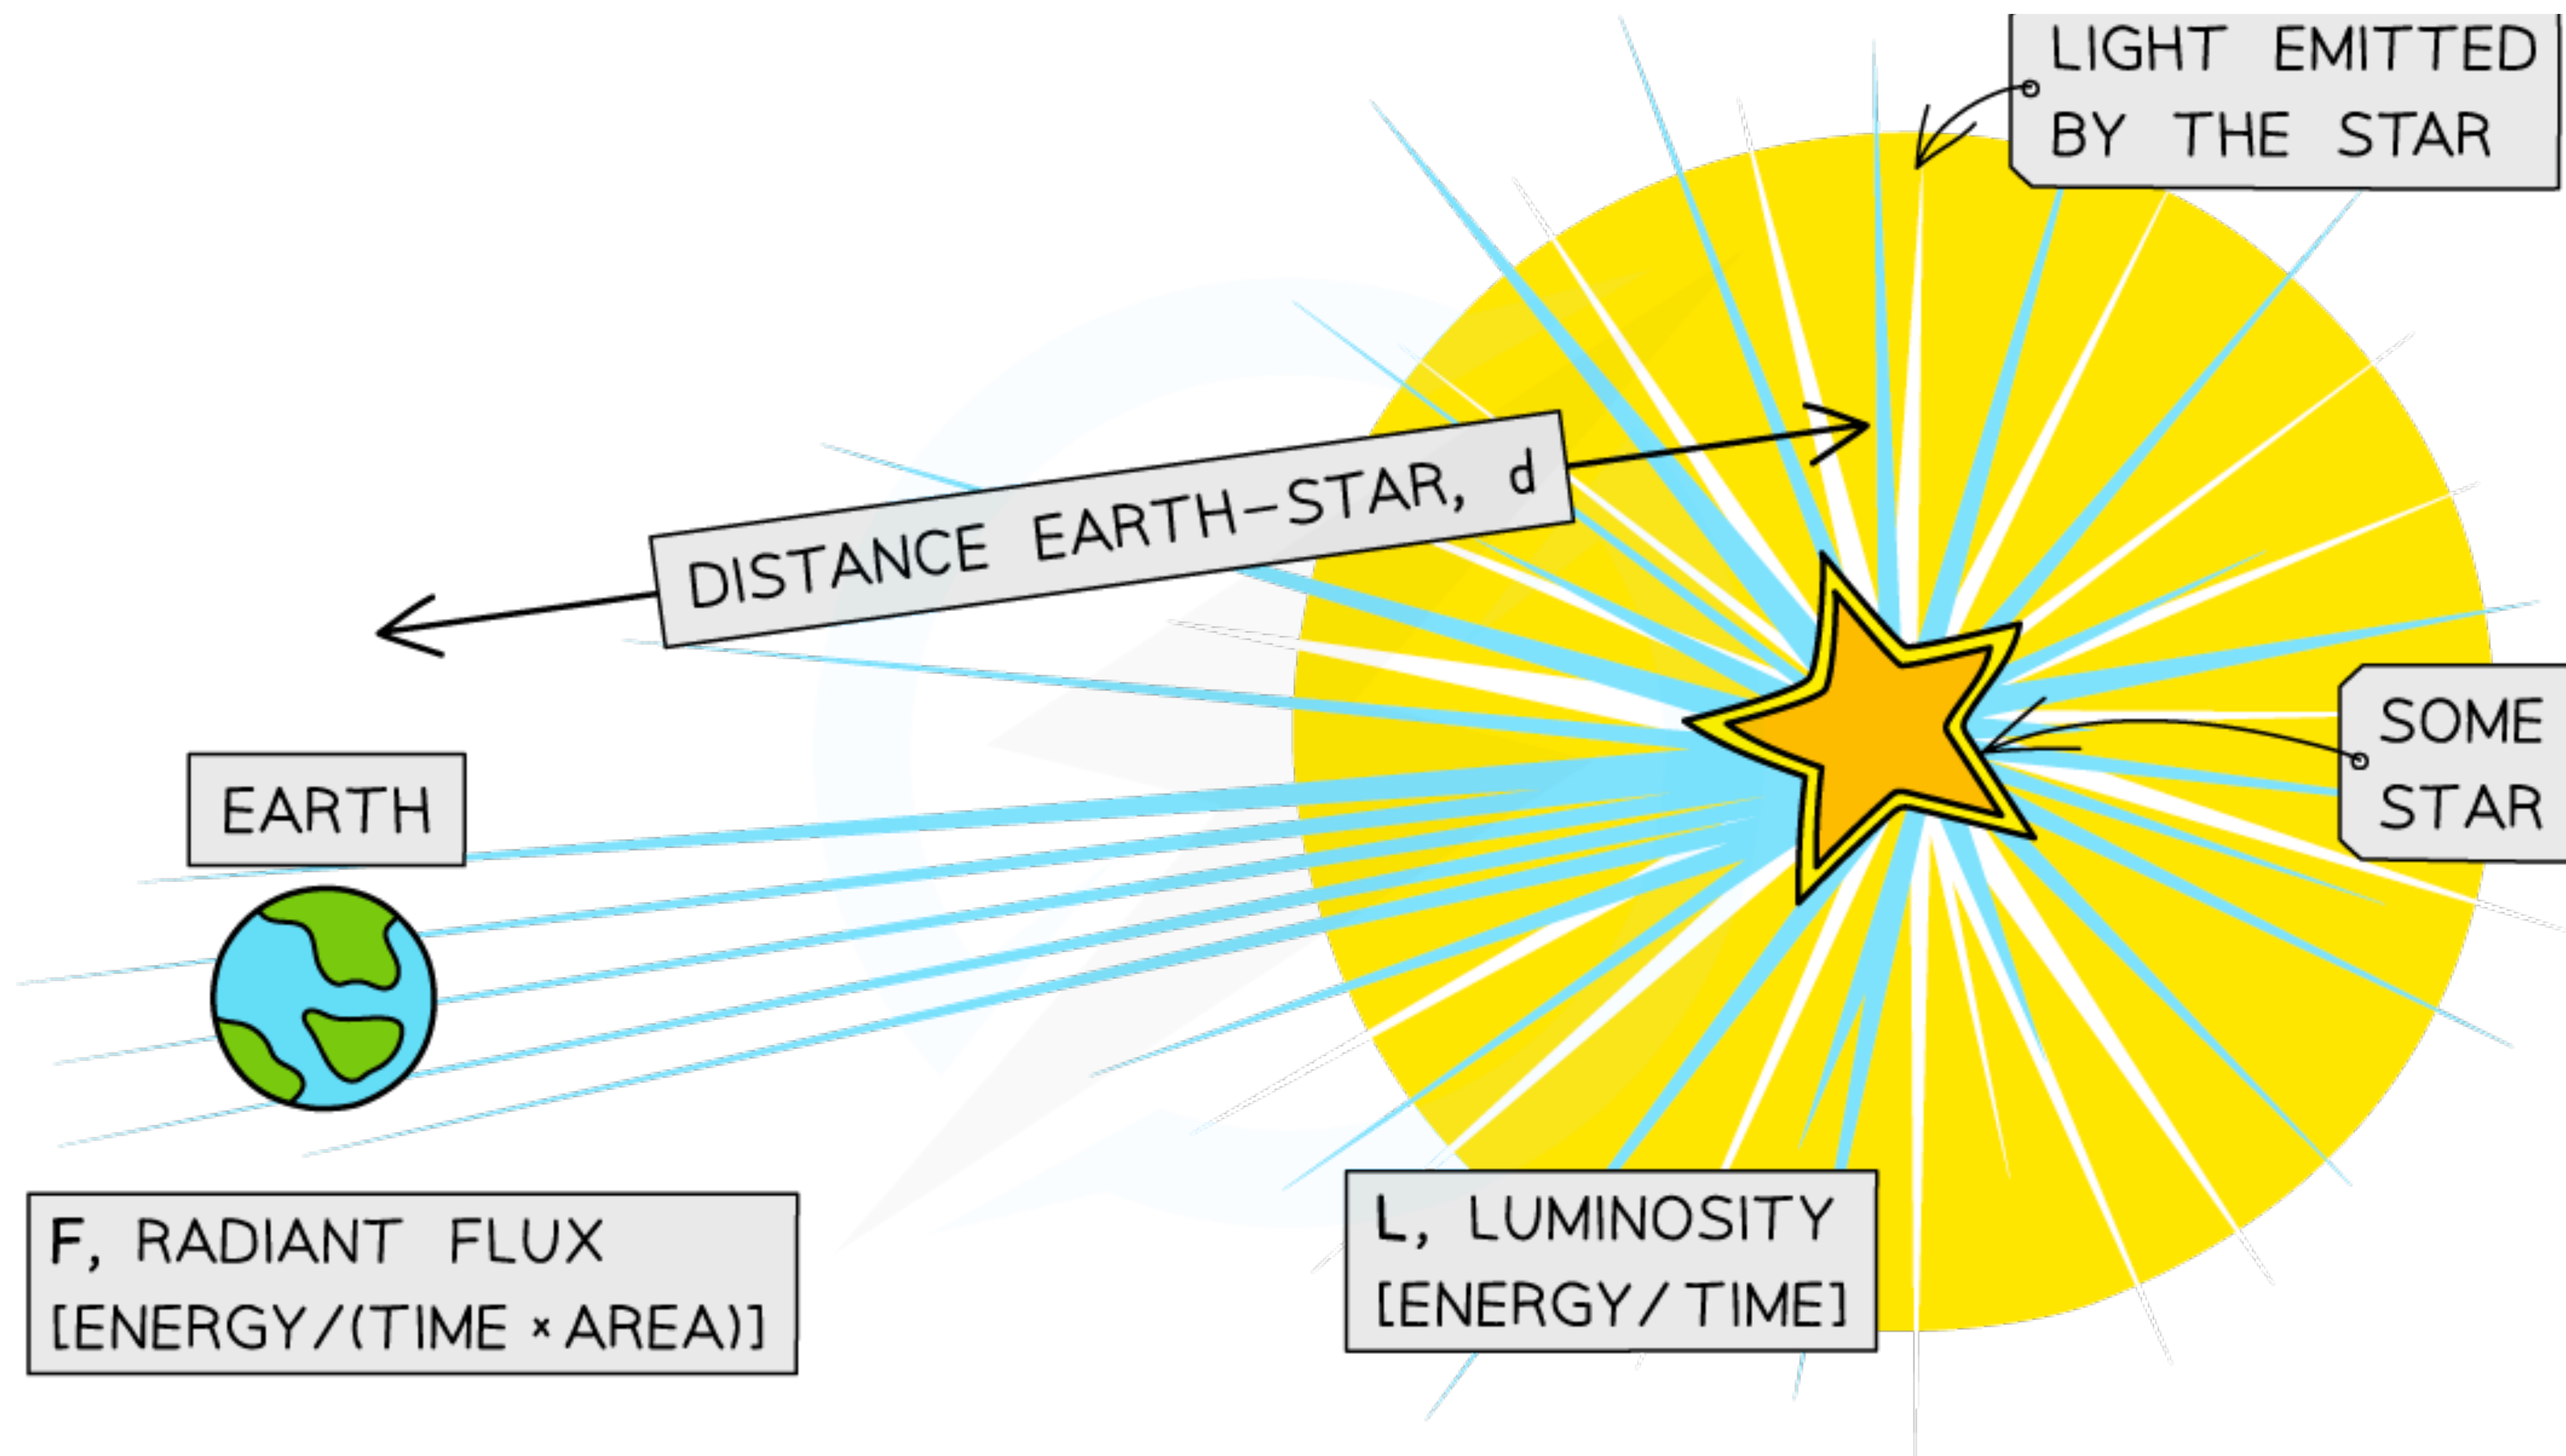 LIGHT EMITTED
BY THE STAR
DISTANCE EARTH-STAR, d
SOME
STAR
EARTH
F, RADIANT FLUX
[ENERGY/(TIME × AREA)]
L, LUMINOSITY
[ENERGY/TIME]